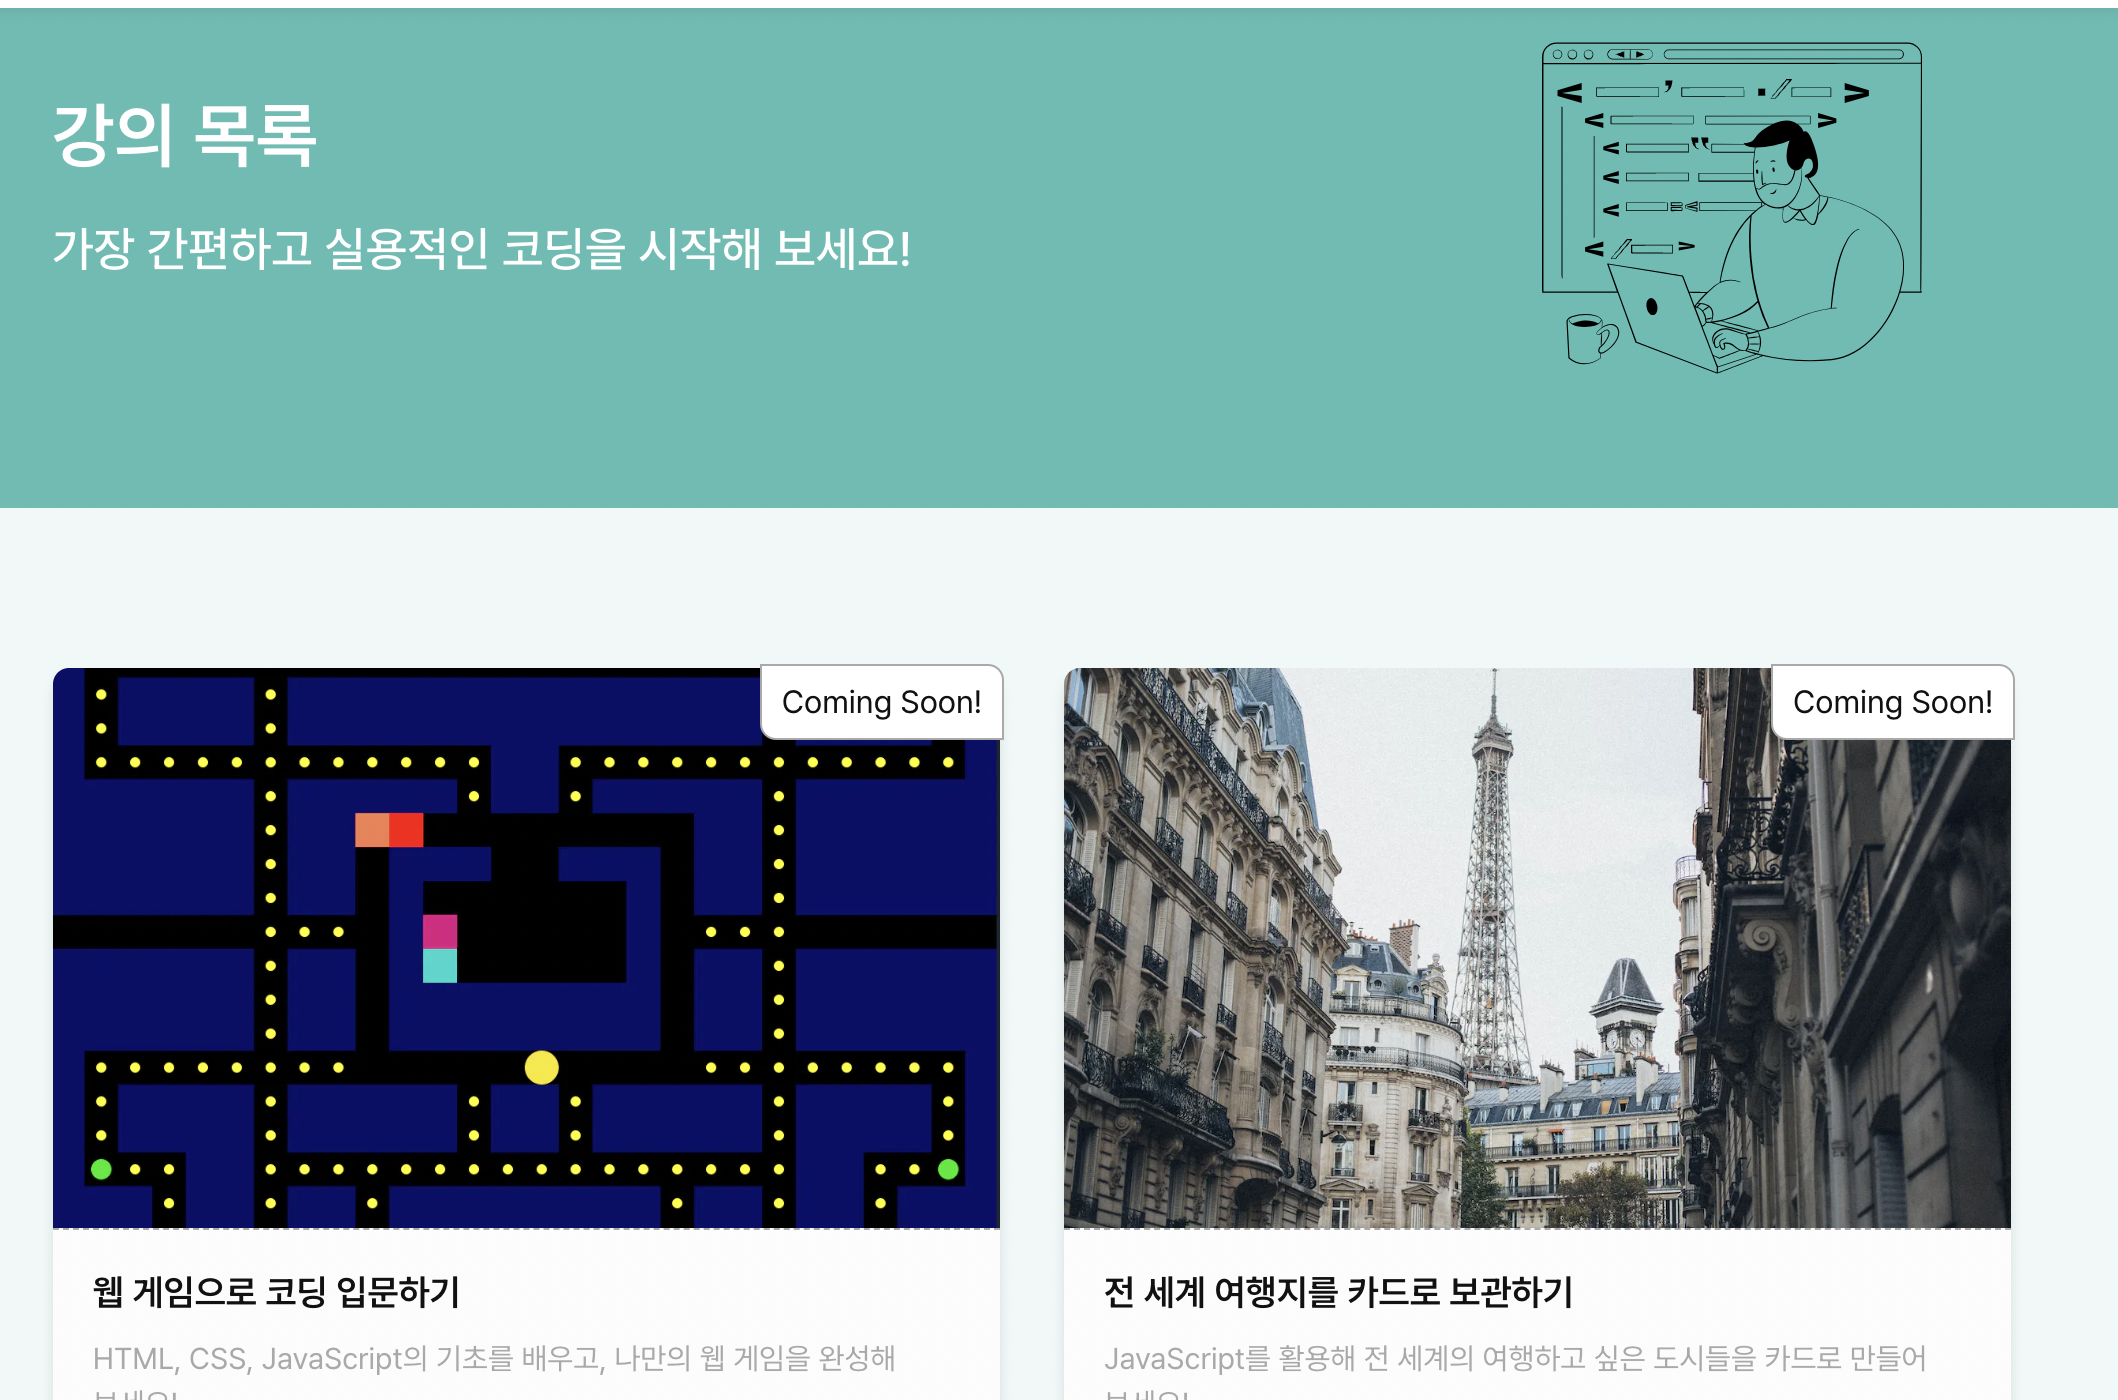 강의 목록
가장 간편하고 실용적인 코딩을 시작해 보세요!
Coming Soon!
Coming Soon!
웹 게임으로 코딩 입문하기
HTML, CSS, JavaScript의 기초를 배우고, 나만의 웹 게임을 완성해
보세요!
전 세계 여행지를 카드로 보관하기
JavaScript를 활용해 전 세계의 여행하고 싶은 도시들을 카드로 만들어
보세요!